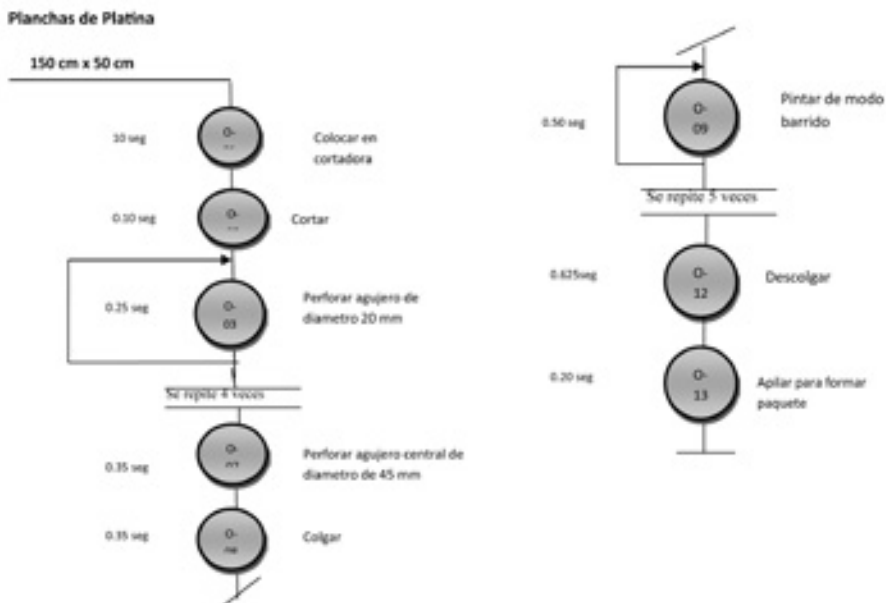 Planchas de Platina
150 cm x 50 cm
10 seg
O-
Colocar en
cortadora
0.10 seg
O-
Cortar
0.25 seg
O-
03
Perforar agujero de
diametro 20 mm
Se repite 4 veces
0.35 seg
O-
Perforar agujero central de
diametro de 45 mm
0.35 seg
O-
Colgar
0.50 seg
O-
09
Pintar de modo
barrido
Se repite 5 veces
0.625seg
O-
12
Descolgar
0.20 seg
O-
13
Apilar para formar
paquete